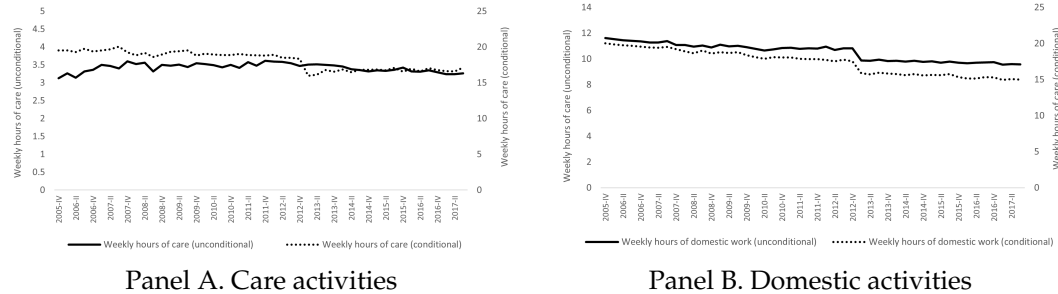 5
4.5
4
3.5
3
2.5
2
1.5
1
0.5
0
Weekly hours of care (unconditional)
25
20
15
10
5
0
Weekly hours of care (conditional)
2005-IV
2006-II
2006-IV
2007-II
2007-IV
2008-II
2008-IV
2009-II
2009-IV
2010-II
2010-IV
2011-II
2011-IV
2012-II
2012-IV
2013-II
2013-IV
2014-II
2014-IV
2015-II
2015-IV
2016-II
2016-IV
2017-II
Weekly hours of care (unconditional)
Weekly hours of care (conditional)
Panel A. Care activities
14
12
10
8
6
4
2
0
Weekly hours of care (unconditional)
25
20
15
10
5
0
Weekly hours of care (conditional)
2005-IV
2006-II
2006-IV
2007-II
2007-IV
2008-II
2008-IV
2009-II
2009-IV
2010-II
2010-IV
2011-II
2011-IV
2012-II
2012-IV
2013-II
2013-IV
2014-II
2014-IV
2015-II
2015-IV
2016-II
2016-IV
2017-II
Weekly hours of domestic work (unconditional)
Weekly hours of domestic work (conditional)
Panel B. Domestic activities